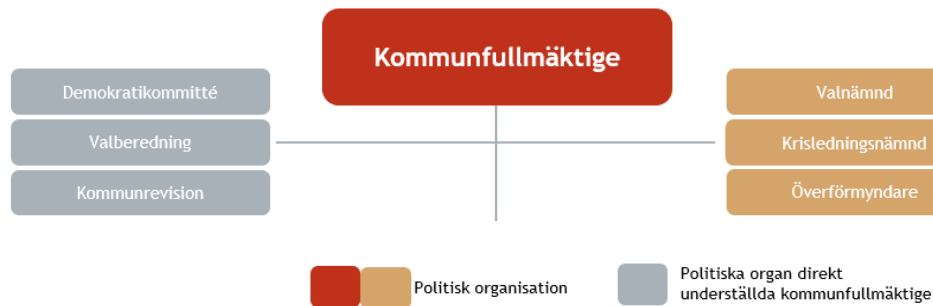 Kommunfullmäktige
Demokratikommitté
Valberedning
Kommunrevision
Valnämnd
Krisledningsnämnd
Överförmyndare
Politisk organisation
Politiska organ direkt
underställda kommunfullmäktige